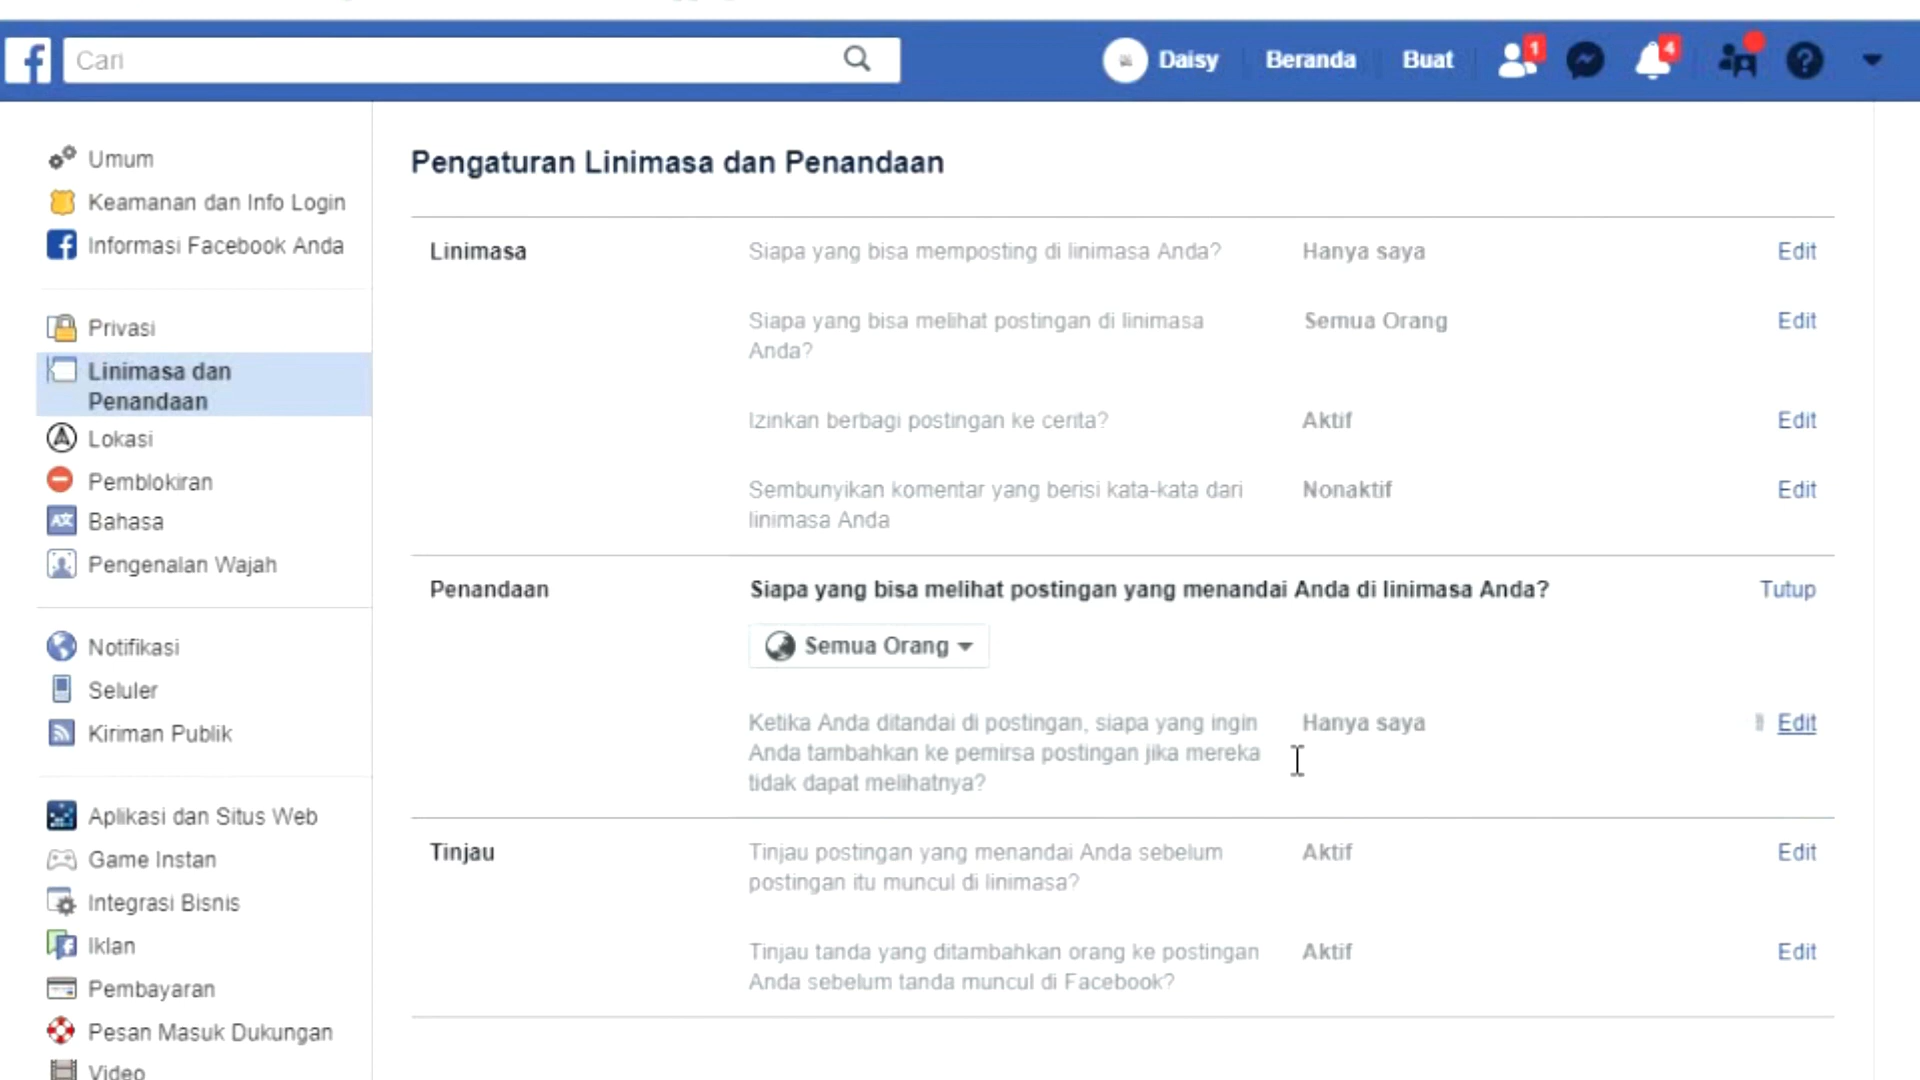 Cari
Daisy
Beranda
Buat
1
4
Umum
Keamanan dan Info Login
Informasi Facebook Anda
Privasi
Linimasa dan
Penandaan
Lokasi
Pemblokiran
Bahasa
Pengenalan Wajah
Notifikasi
Seluler
Kiriman Publik
Aplikasi dan Situs Web
Game Instan
Integrasi Bisnis
Iklan
Pembayaran
Pesan Masuk Dukungan
Video
Pengaturan Linimasa dan Penandaan
Linimasa
Siapa yang bisa memposting di linimasa Anda?
Hanya saya
Edit
Siapa yang bisa melihat postingan di linimasa
Anda?
Semua Orang
Edit
Izinkan berbagi postingan ke cerita?
Aktif
Edit
Sembunyikan komentar yang berisi kata-kata dari
linimasa Anda
Nonaktif
Edit
Penandaan
Siapa yang bisa melihat postingan yang menandai Anda di linimasa Anda?
Tutup
Semua Orang
Ketika Anda ditandai di postingan, siapa yang ingin
Anda tambahkan ke pemirsa postingan jika mereka
tidak dapat melihatnya?
Hanya saya
Edit
Tinjau
Tinjau postingan yang menandai Anda sebelum
postingan itu muncul di linimasa?
Aktif
Edit
Tinjau tanda yang ditambahkan orang ke postingan
Anda sebelum tanda muncul di Facebook?
Aktif
Edit